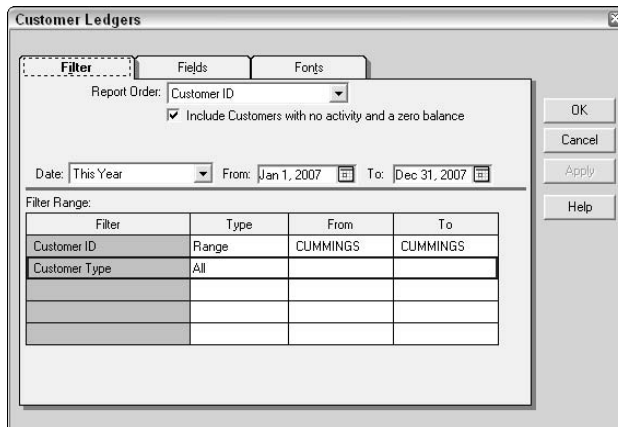 Customer Ledgers
Filter Fields Fonts
Report Order: Customer ID
Include Customers with no activity and a zero balance
OK
Cancel
Apply
Help
Date: This Year From: Jan 1, 2007 To: Dec 31, 2007
Filter Range:
Filter Type From To
Customer ID Range CUMMINGS CUMMINGS
Customer Type All